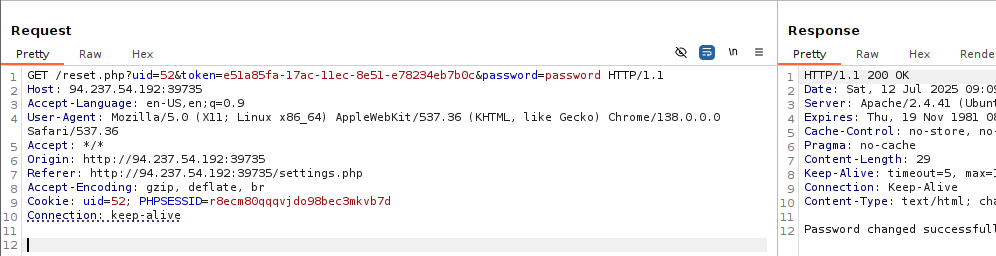 Request
Pretty Raw Hex \n
1 GET /reset.php?uid=52&token=e51a85fa-17ac-11ec-8e51-e78234eb7b0c&password=password HTTP/1.1
2 Host: 94.237.54.192:39735
3 Accept-Language: en-US,en;q=0.9
4 User-Agent: Mozilla/5.0 (X11; Linux x86_64) AppleWebKit/537.36 (KHTML, like Gecko) Chrome/138.0.0.0
Safari/537.36
5 Accept: */*
6 Origin: http://94.237.54.192:39735
7 Referer: http://94.237.54.192:39735/settings.php
8 Accept-Encoding: gzip, deflate, br
9 Cookie: uid=52; PHPSESSID=r8ecm80qqqvjdo98bec3mkvb7d
10 Connection: keep-alive
11
12
Response
Pretty Raw Hex Rende
1 HTTP/1.1 200 OK
2 Date: Sat, 12 Jul 2025 09:09
3 Server: Apache/2.4.41 (Ubunt
4 Expires: Thu, 19 Nov 1981 08
5 Cache-Control: no-store, no-
6 Pragma: no-cache
7 Content-Length: 29
8 Keep-Alive: timeout=5, max=1
9 Connection: Keep-Alive
10 Content-Type: text/html; cha
11
12 Password changed successful